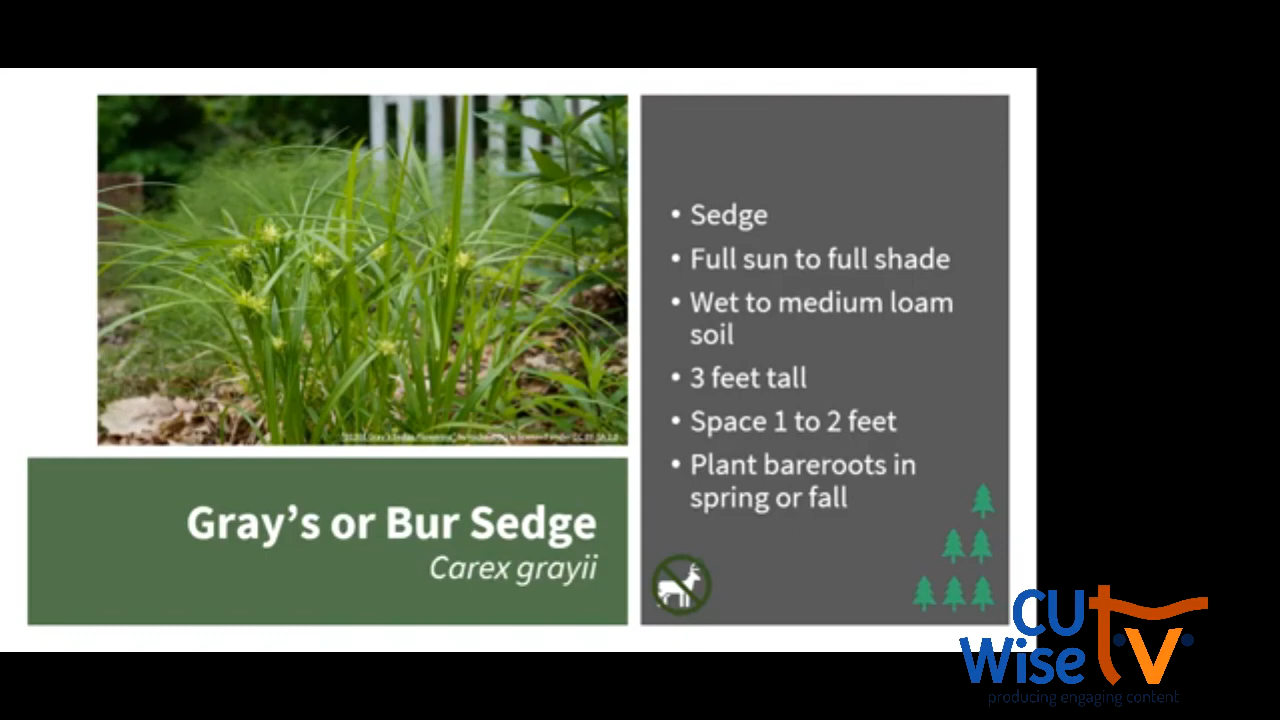 Gray's or Bur Sedge
Carex grayii
• Sedge
• Full sun to full shade
• Wet to medium loam
soil
• 3 feet tall
• Space 1 to 2 feet
• Plant bareroots in
spring or fall
CU
Wise
tv
producing engaging content